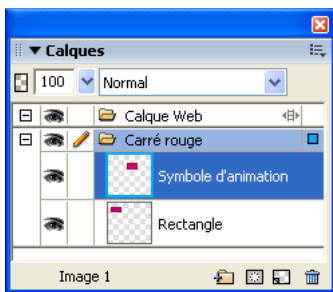 Calques
100 Normal
Calque Web
Carré rouge
Symbole d'animation
Rectangle
Image 1